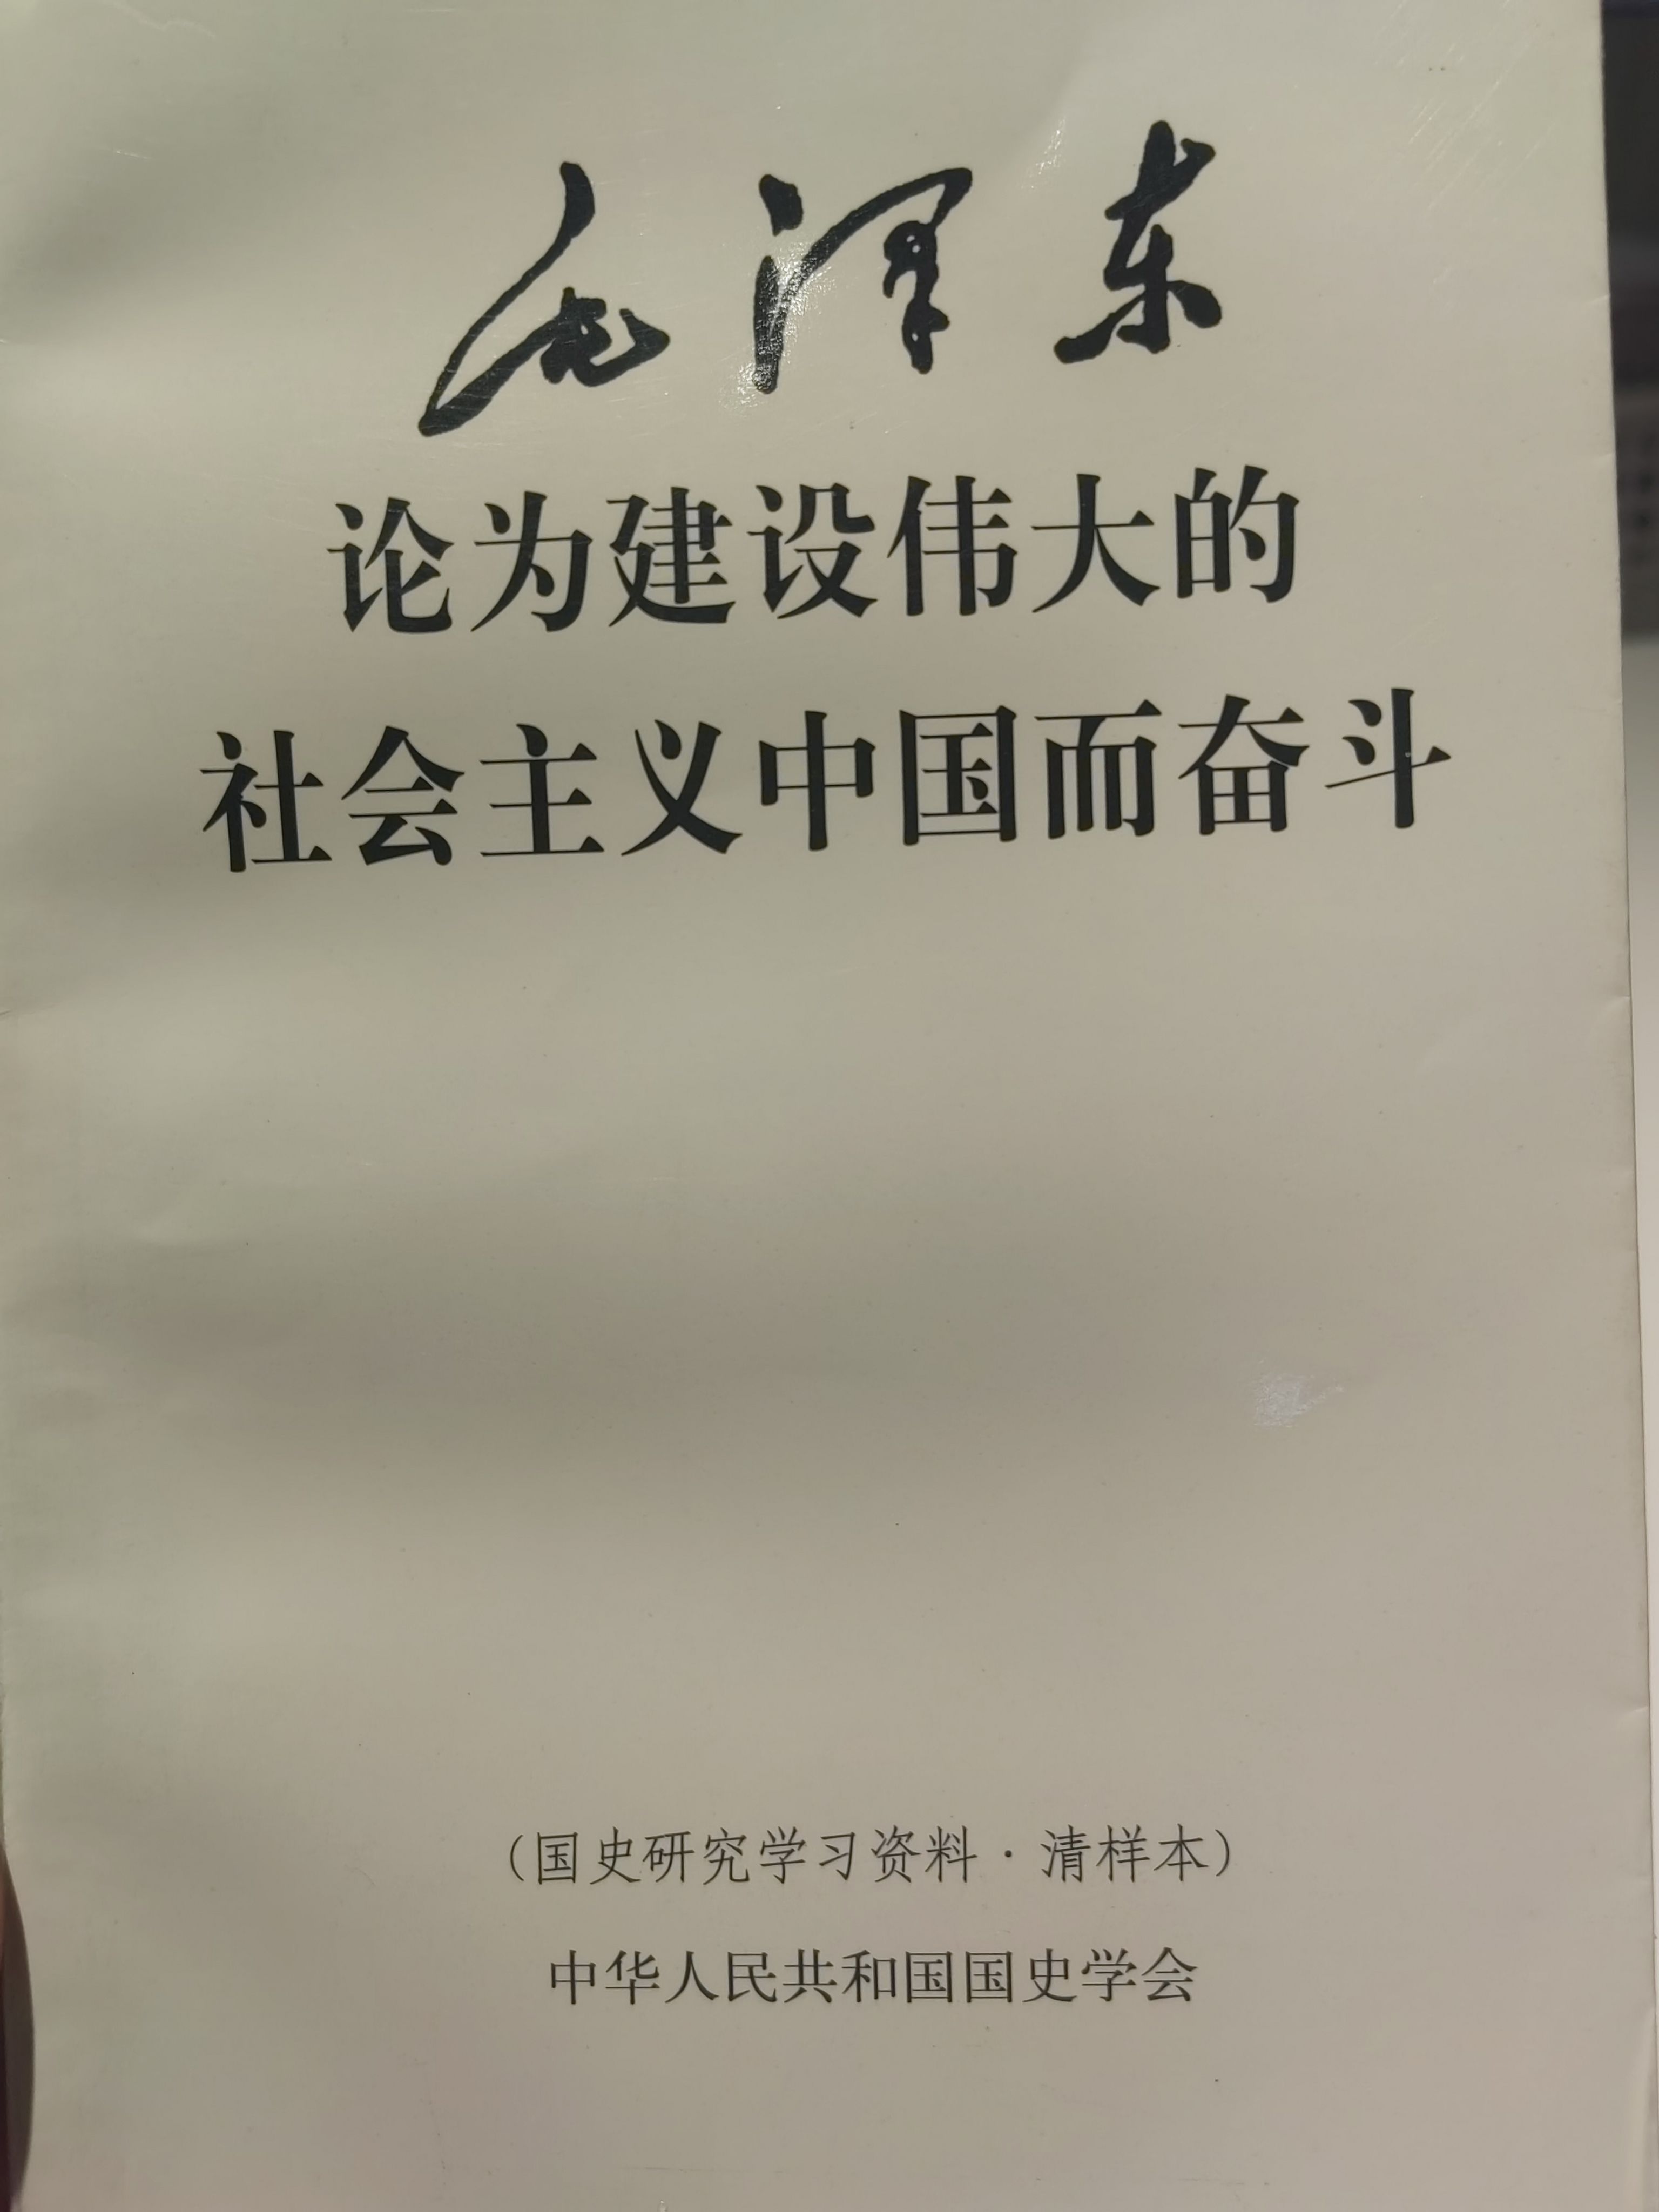 毛泽东
论为建设伟大的
社会主义中国而奋斗
（国史研究学习资料·清样本）
中华人民共和国国史学会